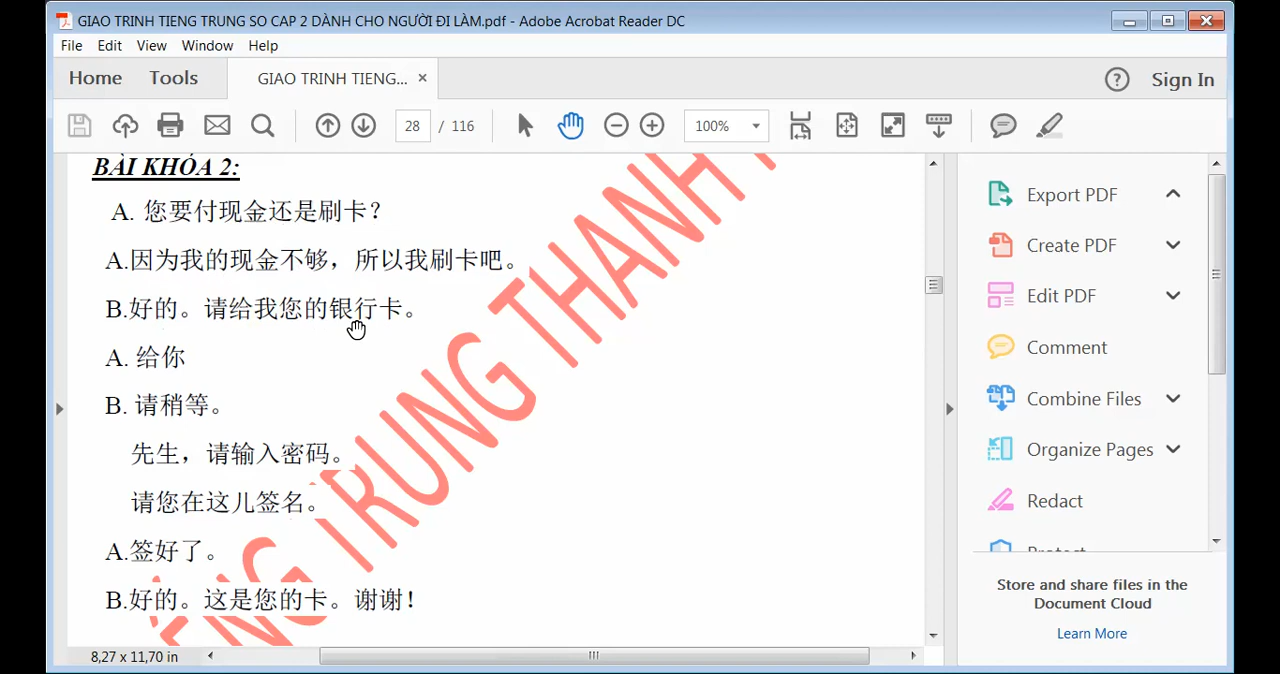 GIAO TRINH TIENG TRUNG SO CAP 2 DÀNH CHO NGƯỜI ĐI LÀM.pdf - Adobe Acrobat Reader DC
File Edit View Window Help
Home Tools GIAO TRINH TIENG... × Sign In
28 / 116 100%
BÀI KHÓA 2:
A. 您要付现金还是刷卡？
A.因为我的现金不够，所以我刷卡吧。
B.好的。请给我您的银行卡。
A. 给你
B. 请稍等。
先生，请输入密码。
请您在这儿签名。
A.签好了。
B.好的。这是您的卡。谢谢！
TRUNG THANH
8,27 x 11,70 in
Export PDF
Create PDF
Edit PDF
Comment
Combine Files
Organize Pages
Redact
Protect
Store and share files in the
Document Cloud
Learn More